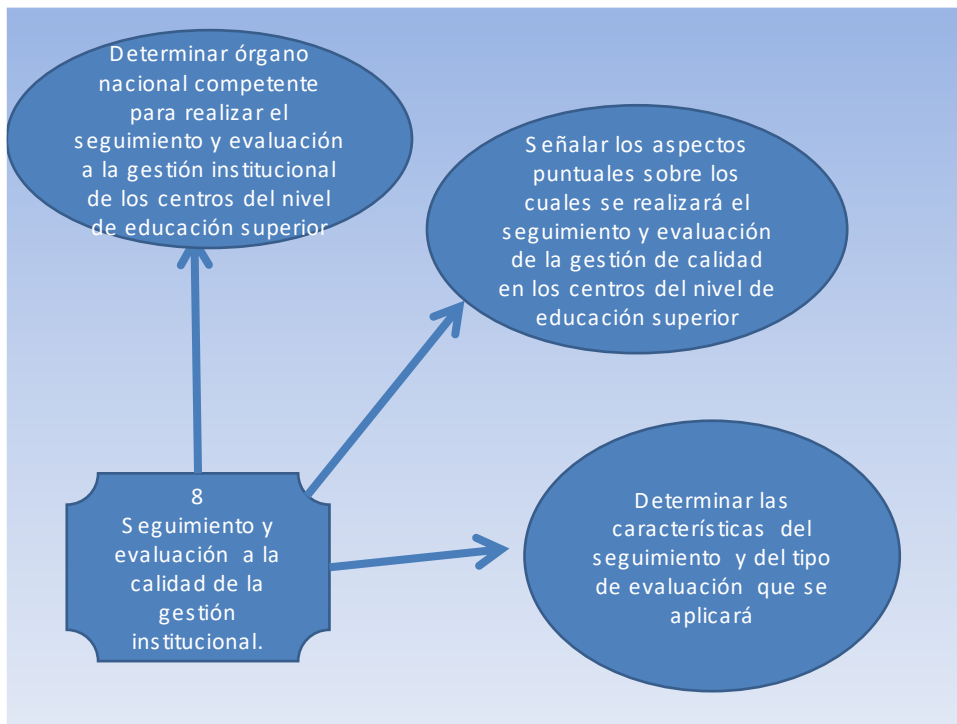 Determinar órgano
nacional competente
para realizar el
seguimiento y evaluación
a la gestión institucional
de los centros del nivel
de educación superior
Señalar los aspectos
puntuales sobre los
cuales se realizará el
seguimiento y evaluación
de la gestión de calidad
en los centros del nivel de
educación superior
8
Seguimiento y
evaluación a la
calidad de la
gestión
institucional.
Determinar las
característícas del
seguimiento y del tipo
de evaluación que se
aplicará